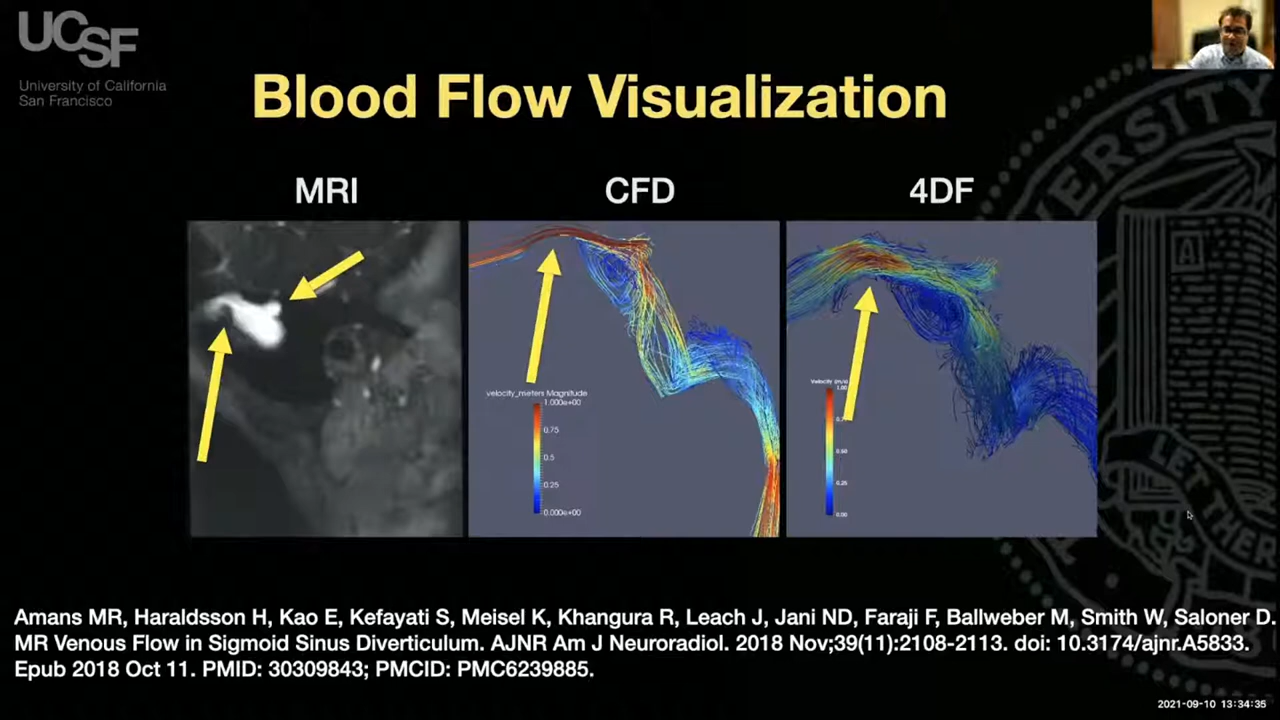 UCSF
University of California
San Francisco
Blood Flow Visualization
MRI
CFD
4DF
velocity_meters Magnitude
1.000e+00
0.75
0.5
0.25
0.000e+00
Velocity (m/s)
1.00
0.50
0.25
0.00
Amans MR, Haraldsson H, Kao E, Kefayati S, Meisel K, Khangura R, Leach J, Jani ND, Faraji F, Ballweber M, Smith W, Saloner D.
MR Venous Flow in Sigmoid Sinus Diverticulum. AJNR Am J Neuroradiol. 2018 Nov;39(11):2108-2113. doi: 10.3174/ajnr.A5833.
Epub 2018 Oct 11. PMID: 30309843; PMCID: PMC6239885.
2021-09-10 13:34:35
VERSITY
A
LET THER